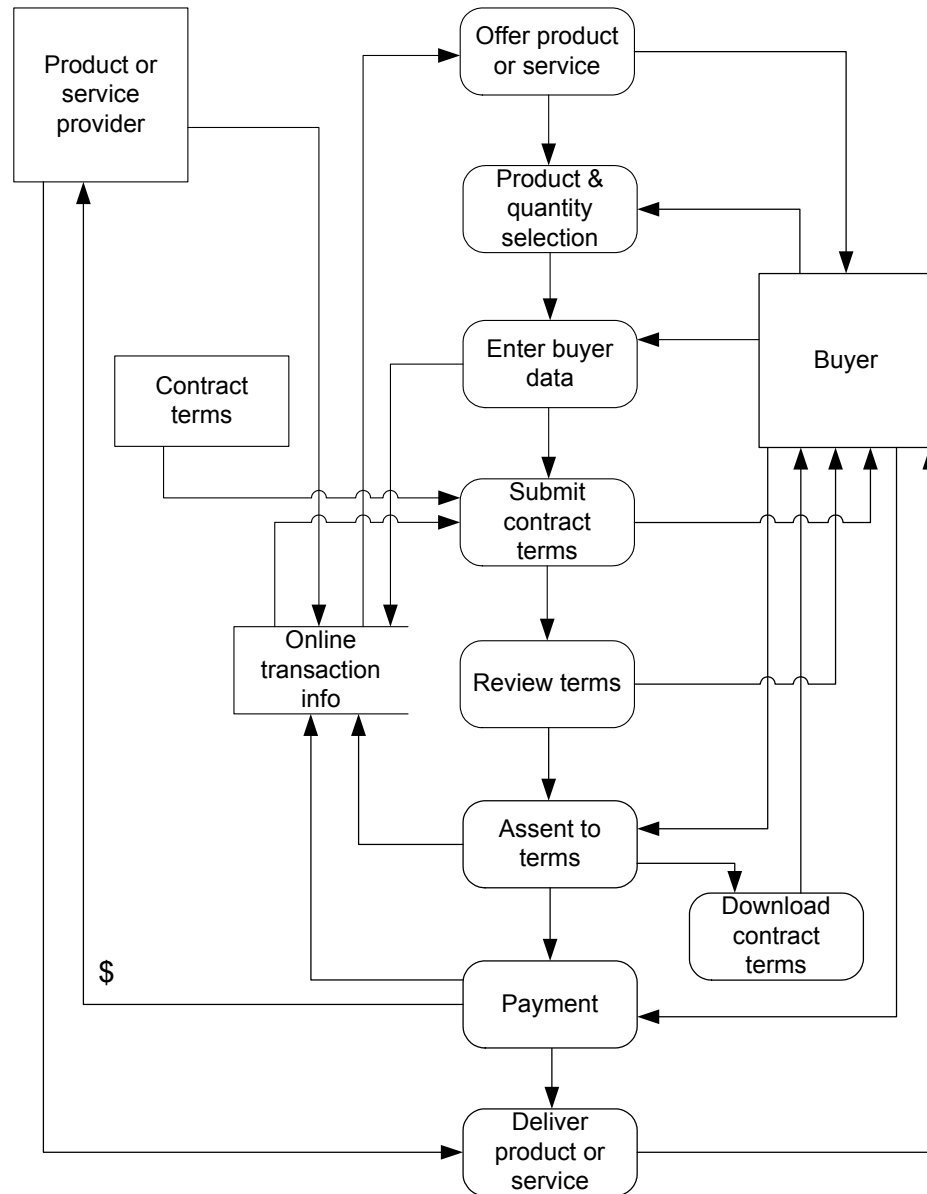 Offer product
or service
Product or
service
provider
Product &
quantity
selection
Enter buyer
data
Buyer
Contract
terms
Submit
contract
terms
Online
transaction
info
Review terms
Assent to
terms
Download
contract
terms
$
Payment
Deliver
product or
service